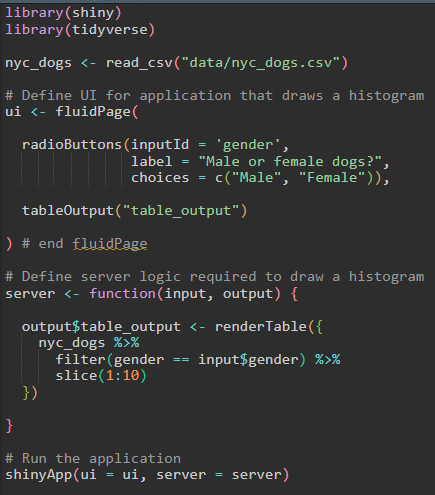 library(shiny)
library(tidyverse)

nyc_dogs <- read_csv("data/nyc_dogs.csv")

# Define UI for application that draws a histogram
ui <- fluidPage(

  radioButtons(inputId = 'gender',
               label = "Male or female dogs?",
               choices = c("Male", "Female")),

  tableOutput("table_output")

) # end fluidPage

# Define server logic required to draw a histogram
server <- function(input, output) {

  output$table_output <- renderTable({
    nyc_dogs %>%
      filter(gender == input$gender) %>%
      slice(1:10)
  })

}

# Run the application
shinyApp(ui = ui, server = server)